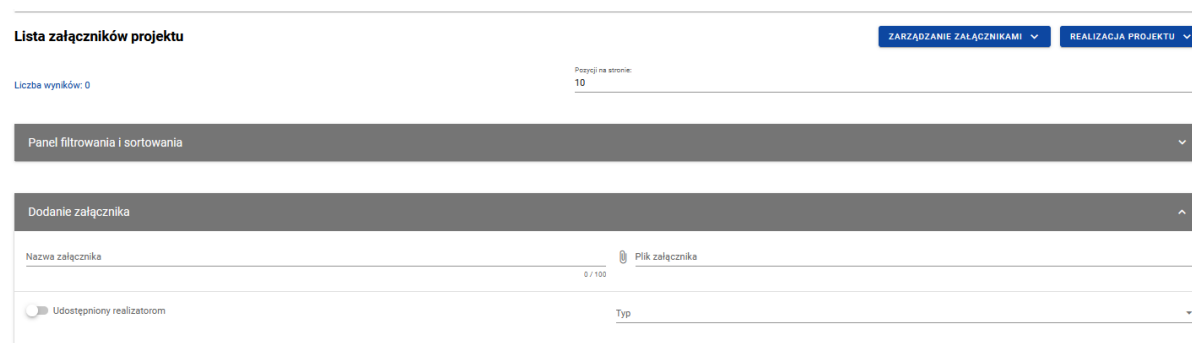 Lista załączników projektu
ZARZĄDZANIE ZAŁĄCZNIKAMI
REALIZACJA PROJEKTU
Liczba wyników: 0
Pozycji na stronie:
10
Panel filtrowania i sortowania
Dodanie załącznika
Nazwa załącznika
0 / 100
Plik załącznika
Udostępniony realizatorom
Typ